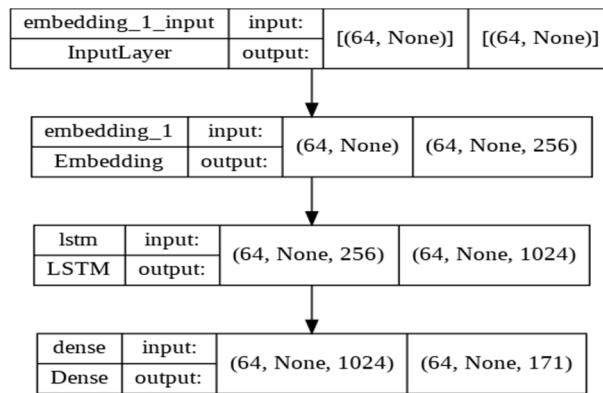 embedding_1_input input: [(64, None)] [(64, None)]
InputLayer output:
embedding_1 input: (64, None) (64, None, 256)
Embedding output:
lstm input: (64, None, 256) (64, None, 1024)
LSTM output:
dense input: (64, None, 1024) (64, None, 171)
Dense output: